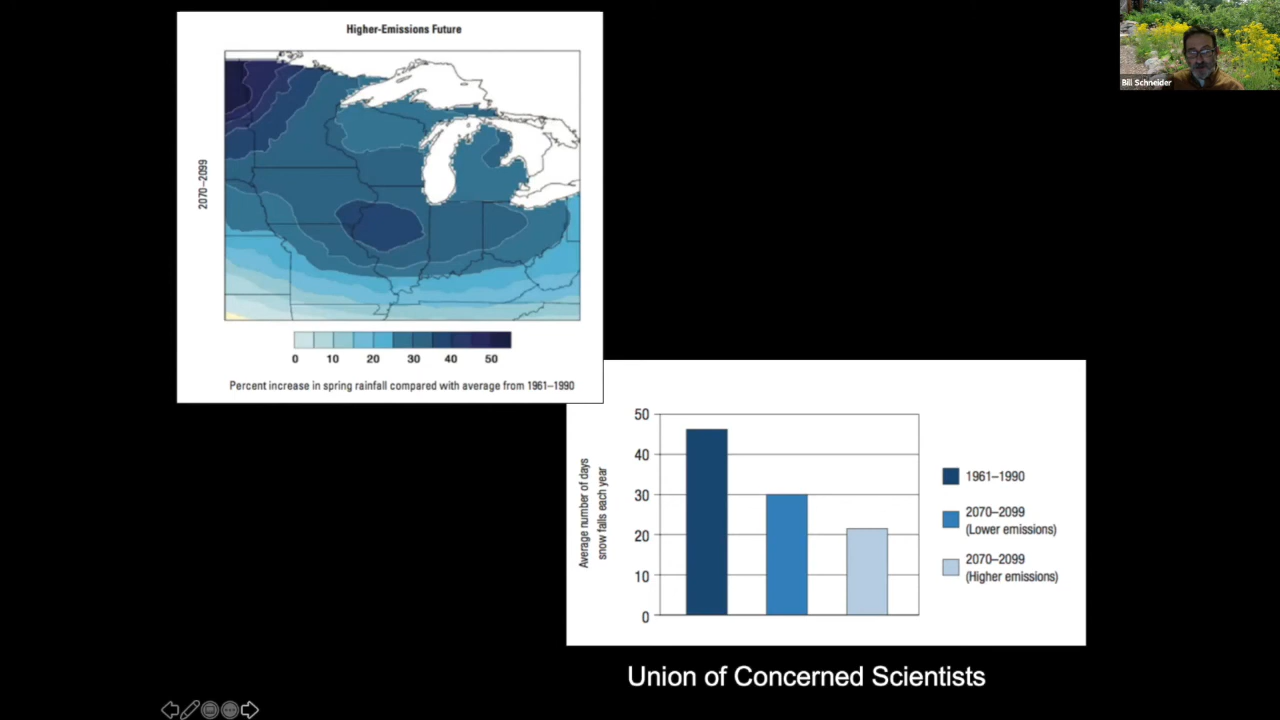 Higher-Emissions Future
2070–2099
0 10 20 30 40 50
Percent increase in spring rainfall compared with average from 1961–1990
Bill Schneider
50
40
30
20
10
0
Average number of days
snow falls each year
1961–1990
2070–2099
(Lower emissions)
2070–2099
(Higher emissions)
Union of Concerned Scientists